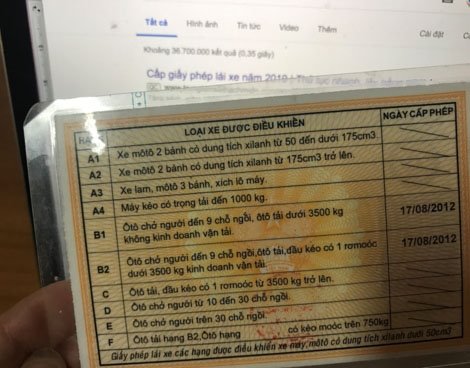 Tất cả Hình ảnh Tin tức Video Thêm Cài đặt
Khoảng 36.700.000 kết quả (0,35 giây)
Cấp giấy phép lái xe năm 2019
LOẠI XE ĐƯỢC ĐIỀU KHIỂN NGÀY CẤP PHÉP
A1 Xe môtô 2 bánh có dung tích xilanh từ 50 đến dưới 175cm3.
A2 Xe môtô 2 bánh có dung tích xilanh từ 175cm3 trở lên.
A3 Xe lam, môtô 3 bánh, xích lô máy.
A4 Máy kéo có trọng tải đến 1000 kg.
B1 Ôtô chở người đến 9 chỗ ngồi, ôtô tải dưới 3500 kg 17/08/2012
không kinh doanh vận tải.
B2 Ôtô chở người đến 9 chỗ ngồi,ôtô tải,đầu kéo có 1 rơmoóc 17/08/2012
dưới 3500 kg kinh doanh vận tải.
C Ôtô tải, đầu kéo có 1 rơmoóc từ 3500 kg trở lên.
D Ôtô chở người từ 10 đến 30 chỗ ngồi.
E Ôtô chở người trên 30 chỗ ngồi.
F Ôtô tải hạng B2,Ôtô hạng có kéo moóc trên 750kg
Giấy phép lái xe các hạng được điều khiển xe máy,môtô có dung tích xilanh dưới 50cm3